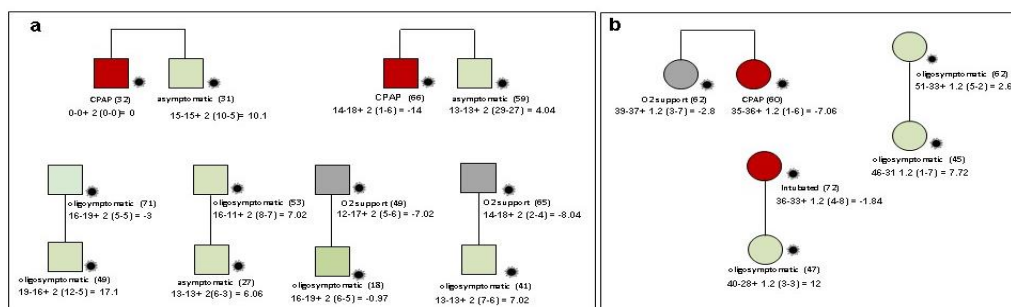 a
CPAP (32)
0-0+ 2 (0-0)= 0
asymptomatic (31)
15-15+ 2 (10-5)= 10.1
CPAP (66)
14-18+ 2 (1-6)= -14
asymptomatic (59)
13-13+ 2 (29-27) = 4.04
oligosymptomatic (71)
16-19+ 2 (5-5)= -3
oligosymptomatic (53)
16-11+ 2 (8-7)= 7.02
O2support (49)
12-17+ 2 (5-6)= -7.02
O2support (65)
14-18+ 2 (2-4)= -8.04
oligosymptomatic (49)
19-16+ 2 (12-5)= 17.1
asymptomatic (27)
13-13+ 2(6-3)= 6.06
oligosymptomatic (18)
16-19+ 2 (6-5)= -0.97
oligosymptomatic (41)
13-13+ 2 (7-6)= 7.02
b
O2support (62)
39-37+ 1.2 (3-7)= -2.8
CPAP (60)
35-36+ 1.2 (1-6)= -7.06
oligosymptomatic (62)
51-33+ 1.2 (5-2)= 2.6
oligosymptomatic (45)
46-31 1.2 (1-7)= 7.72
Intubated (72)
36-33+ 1.2 (4-8)= -1.84
oligosymptomatic (47)
40-28+ 1.2 (3-3)= 12